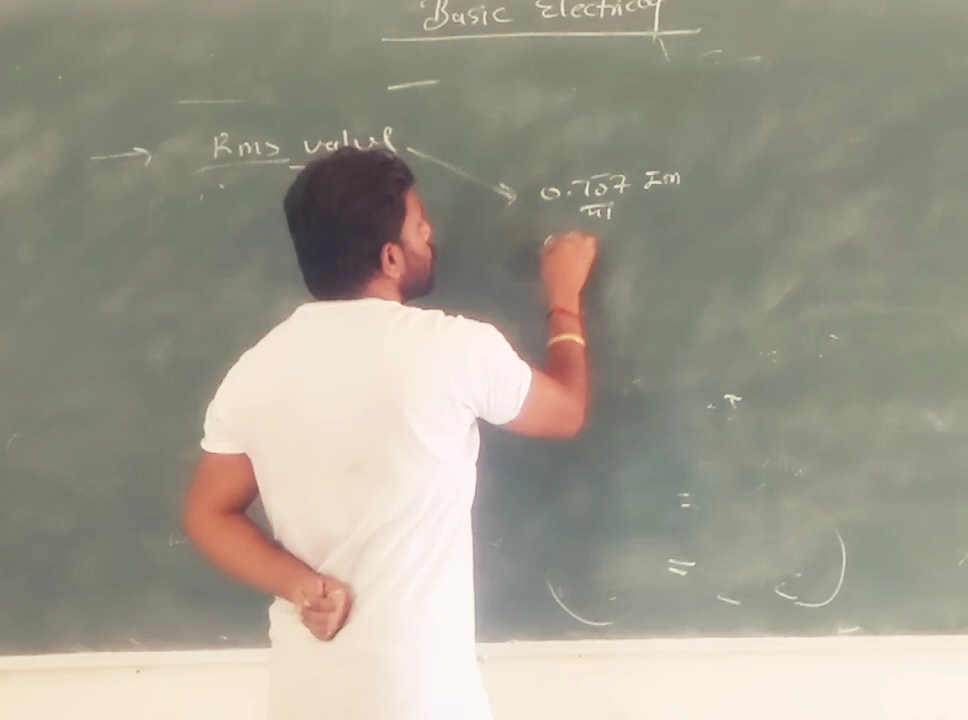 Basic Electrical
→ Rms value → 0.707 Im
या